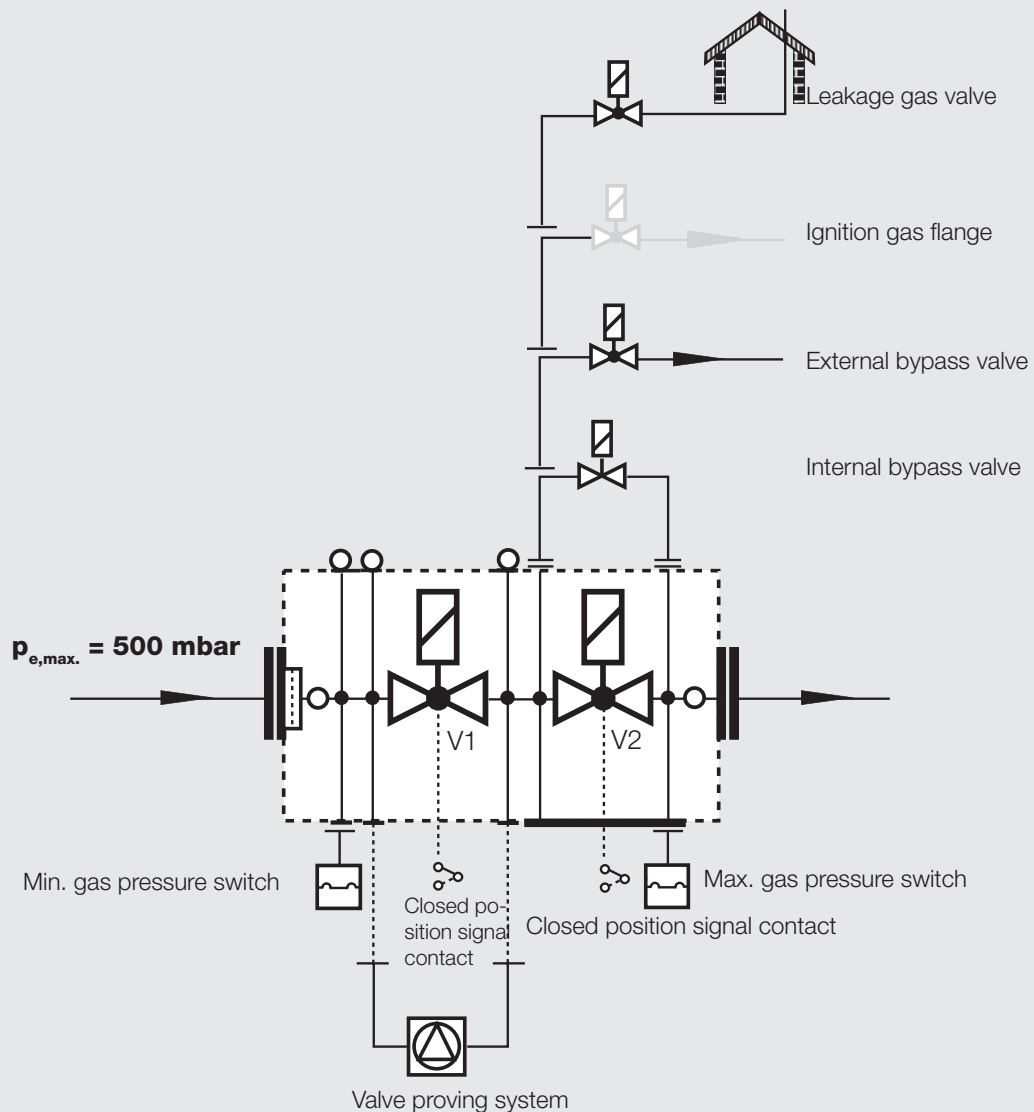 Leakage gas valve
Ignition gas flange
External bypass valve
Internal bypass valve
p e,max. = 500 mbar
V1
V2
Min. gas pressure switch
Closed po-
sition signal
contact
Max. gas pressure switch
Closed position signal contact
Valve proving system